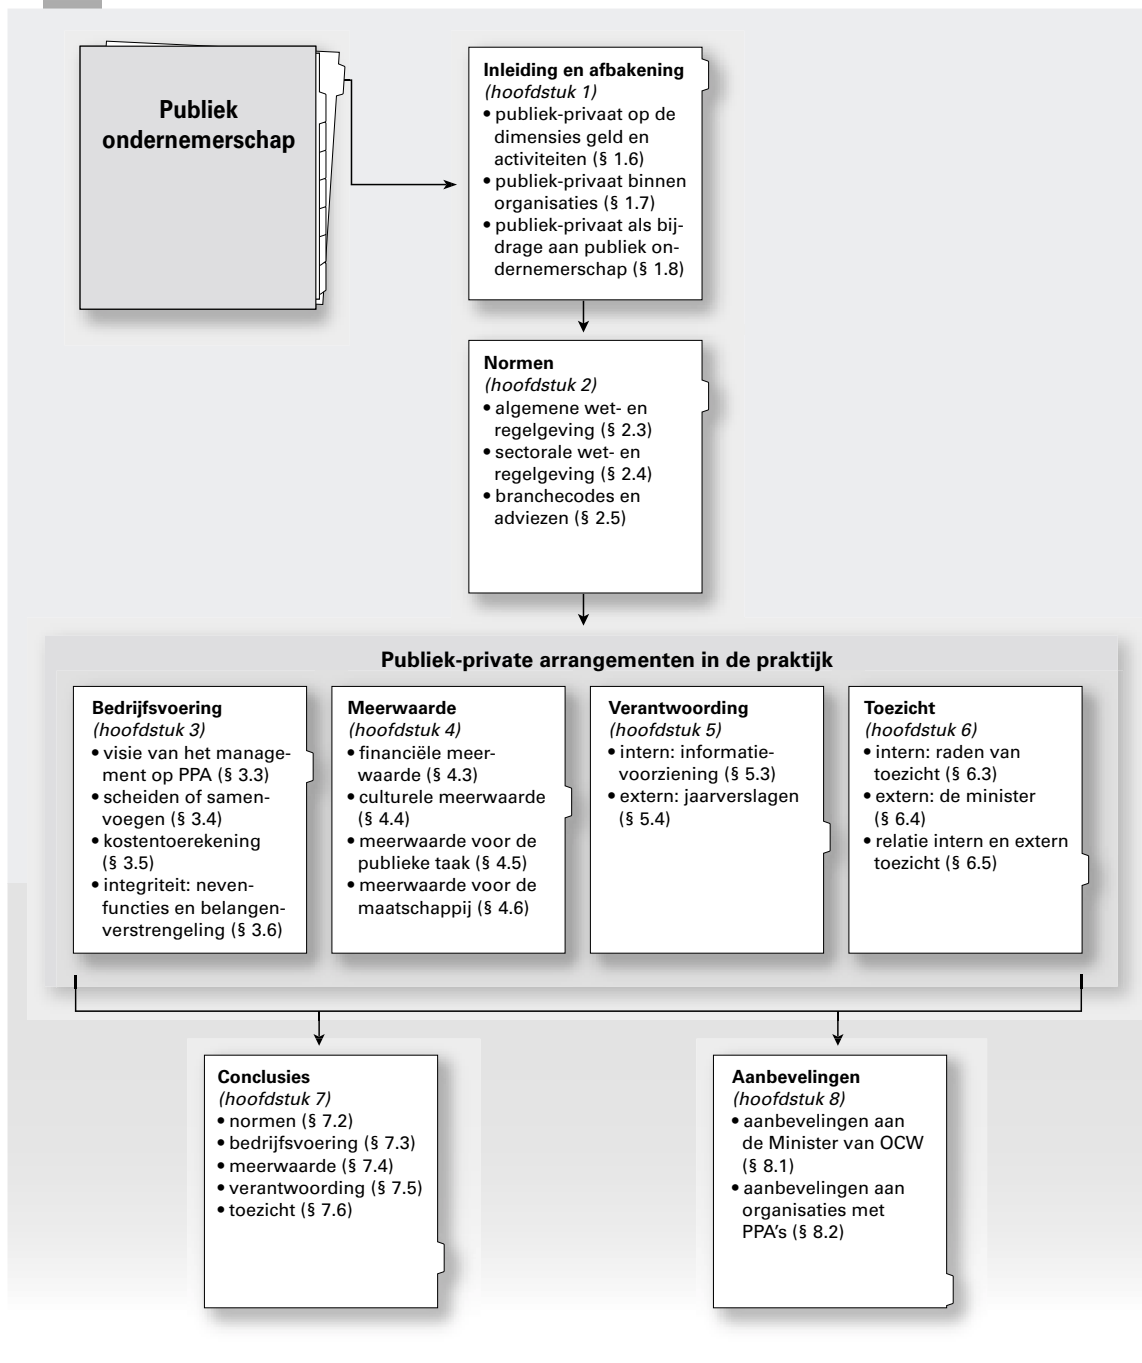 Publiek
ondernemerschap
Inleiding en afbakening
(hoofdstuk 1)
• publiek-privaat op de
dimensies geld en
activiteiten (§ 1.6)
• publiek-privaat binnen
organisaties (§ 1.7)
• publiek-privaat als bij-
drage aan publiek on-
dernemerschap (§ 1.8)
Normen
(hoofdstuk 2)
• algemene wet- en
regelgeving (§ 2.3)
• sectorale wet- en
regelgeving (§ 2.4)
• branchecodes en
adviezen (§ 2.5)
Publiek-private arrangementen in de praktijk
Bedrijfsvoering
(hoofdstuk 3)
• visie van het manage-
ment op PPA (§ 3.3)
• scheiden of samen-
voegen (§ 3.4)
• kostentoerekening
(§ 3.5)
• integriteit: neven-
functies en belangen-
verstrengeling (§ 3.6)
Meerwaarde
(hoofdstuk 4)
• financiële meer-
waarde (§ 4.3)
• culturele meerwaarde
(§ 4.4)
• meerwaarde voor de
publieke taak (§ 4.5)
• meerwaarde voor de
maatschappij (§ 4.6)
Verantwoording
(hoofdstuk 5)
• intern: informatie-
voorziening (§ 5.3)
• extern: jaarverslagen
(§ 5.4)
Toezicht
(hoofdstuk 6)
• intern: raden van
toezicht (§ 6.3)
• extern: de minister
(§ 6.4)
• relatie intern en extern
toezicht (§ 6.5)
Conclusies
(hoofdstuk 7)
• normen (§ 7.2)
• bedrijfsvoering (§ 7.3)
• meerwaarde (§ 7.4)
• verantwoording (§ 7.5)
• toezicht (§ 7.6)
Aanbevelingen
(hoofdstuk 8)
• aanbevelingen aan
de Minister van OCW
(§ 8.1)
• aanbevelingen aan
organisaties met
PPA's (§ 8.2)